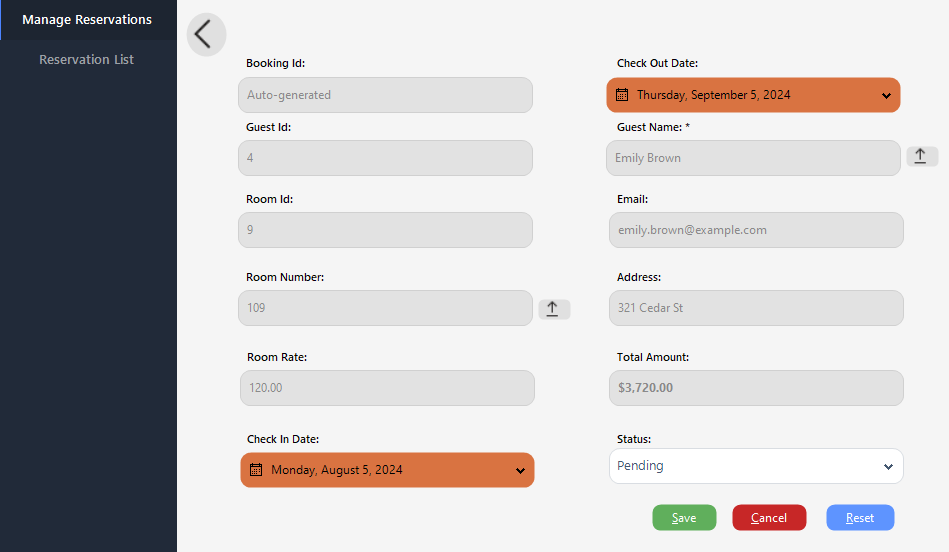 Manage Reservations
Reservation List
Booking Id:
Auto-generated
Check Out Date:
Thursday, September 5, 2024
Guest Id:
4
Guest Name: *
Emily Brown
Room Id:
9
Email:
emily.brown@example.com
Room Number:
109
Address:
321 Cedar St
Room Rate:
120.00
Total Amount:
$3,720.00
Check In Date:
Monday, August 5, 2024
Status:
Pending
Save
Cancel
Reset